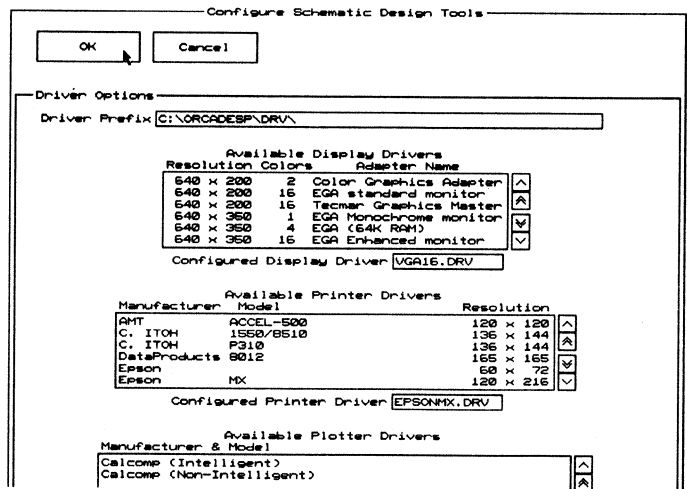 Configure Schematic Design Tools
OK Cancel
Driver Options
Driver Prefix C:\ORCADESP\DRV\
Available Display Drivers
Resolution Colors Adapter Name
640 x 200 2 Color Graphics Adapter
640 x 200 16 EGA standard monitor
640 x 200 16 Tecmar Graphics Master
640 x 350 1 EGA Monochrome monitor
640 x 350 4 EGA (64K RAM)
640 x 350 16 EGA Enhanced monitor
Configured Display Driver VGA16.DRV
Available Printer Drivers
Manufacturer Model Resolution
AMT ACCEL-500 120 x 120
C. ITOH 1550/8510 136 x 144
C. ITOH P310 136 x 144
DataProducts 8012 165 x 165
Epson 60 x 72
Epson MX 120 x 216
Configured Printer Driver EPSONMX.DRV
Available Plotter Drivers
Manufacturer & Model
Calcomp (Intelligent)
Calcomp (Non-Intelligent)